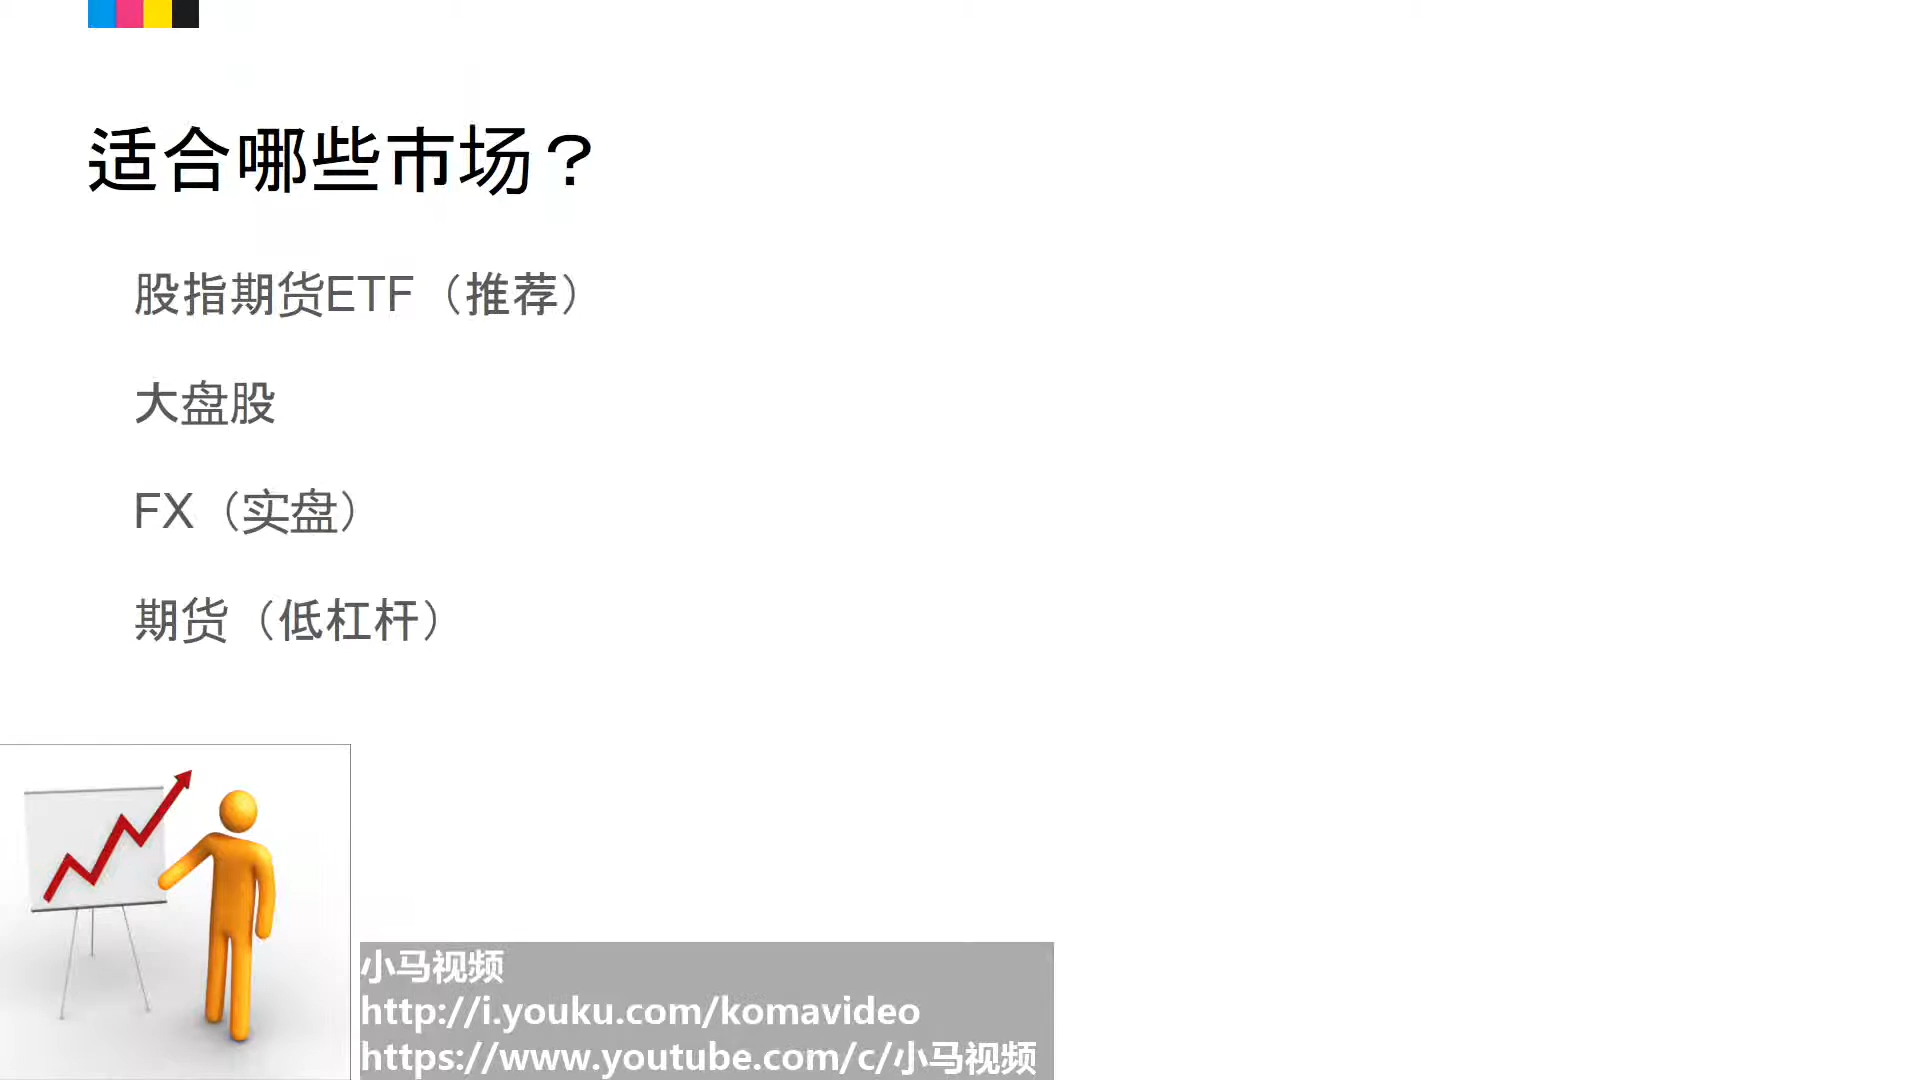 适合哪些市场？
股指期货ETF（推荐）
大盘股
FX（实盘）
期货（低杠杆）
小马视频
http://i.youku.com/komavideo
https://www.youtube.com/c/小马视频